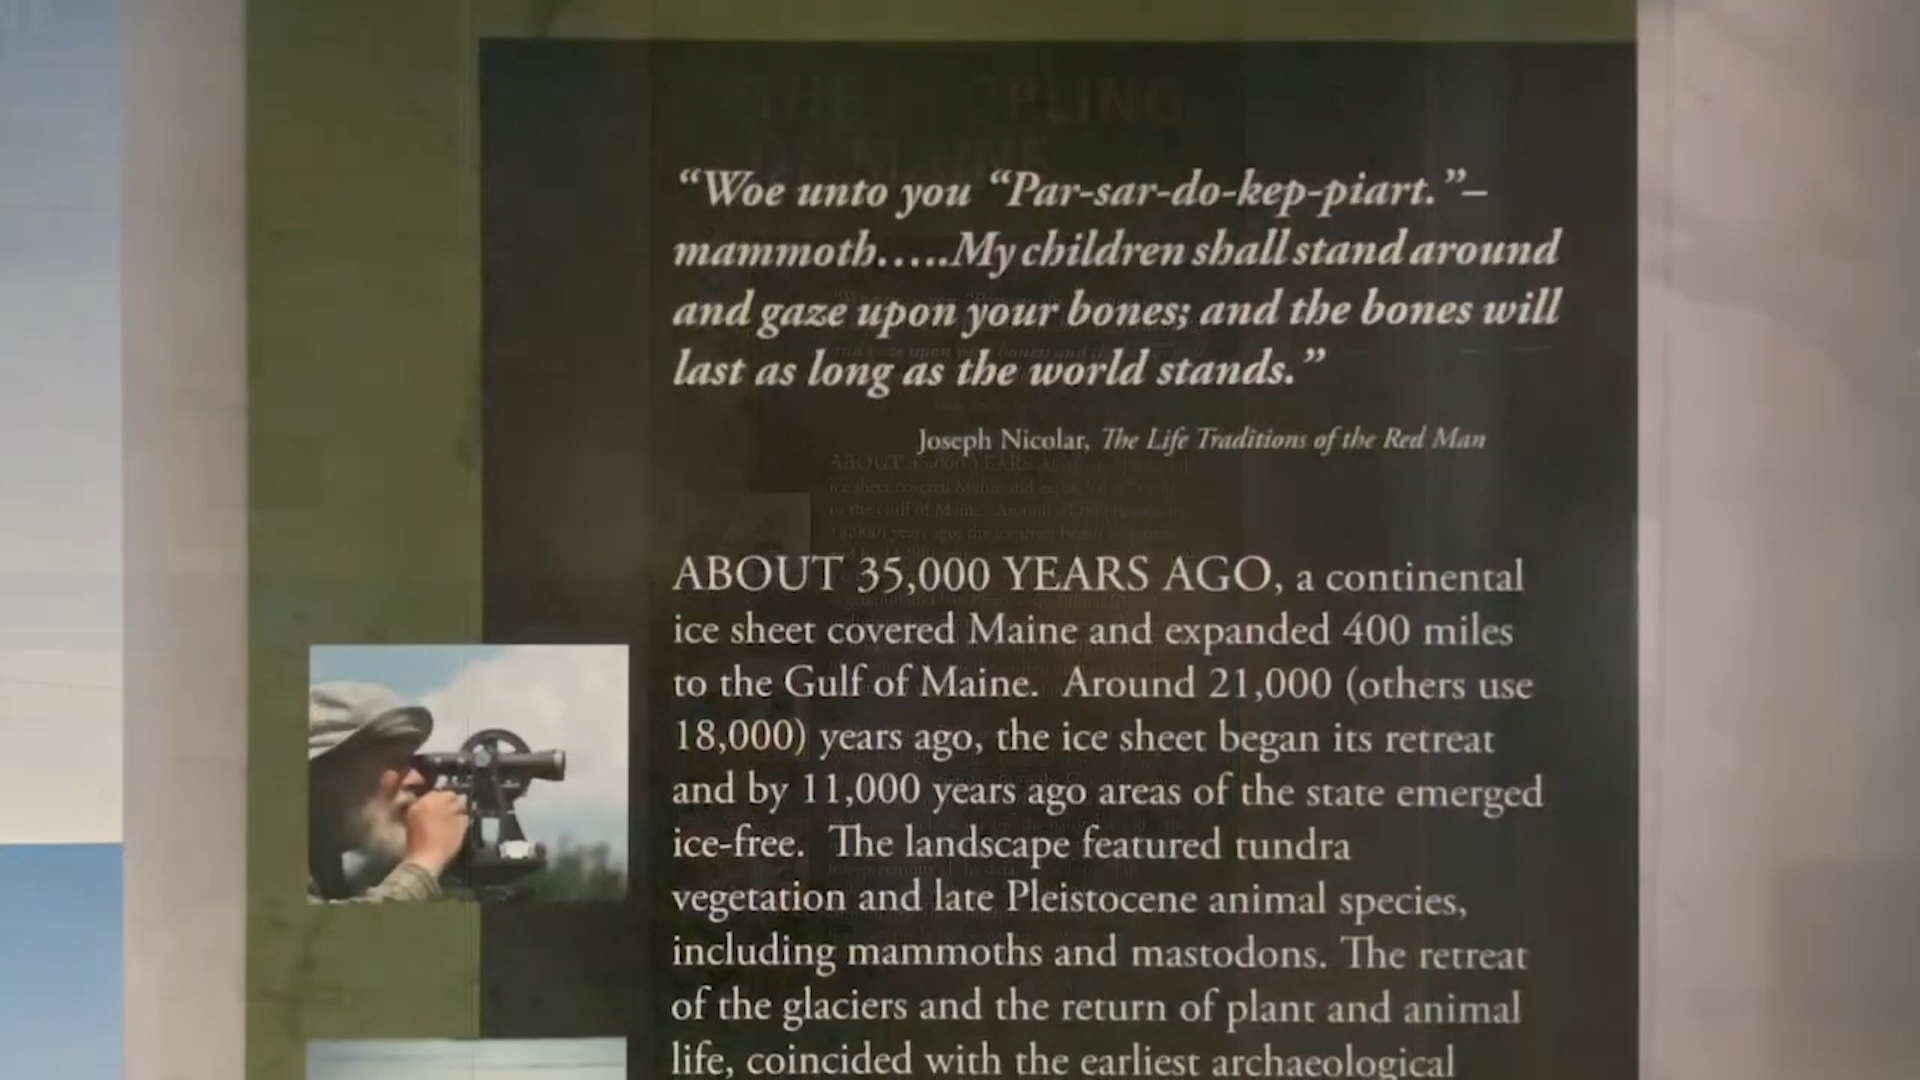 THE PLING
OF MAINE
“Woe unto you “Par-sar-do-kep-piart.”–
mammoth…..My children shall stand around
and gaze upon your bones; and the bones will
last as long as the world stands.”
Joseph Nicolar, The Life Traditions of the Red Man
ABOUT 35,000 YEARS AGO, a continental
ice sheet covered Maine and expanded 400 miles
to the Gulf of Maine. Around 21,000 (others use
18,000) years ago, the ice sheet began its retreat
and by 11,000 years ago areas of the state emerged
ice-free. The landscape featured tundra
vegetation and late Pleistocene animal species,
including mammoths and mastodons. The retreat
of the glaciers and the return of plant and animal
life, coincided with the earliest archaeological